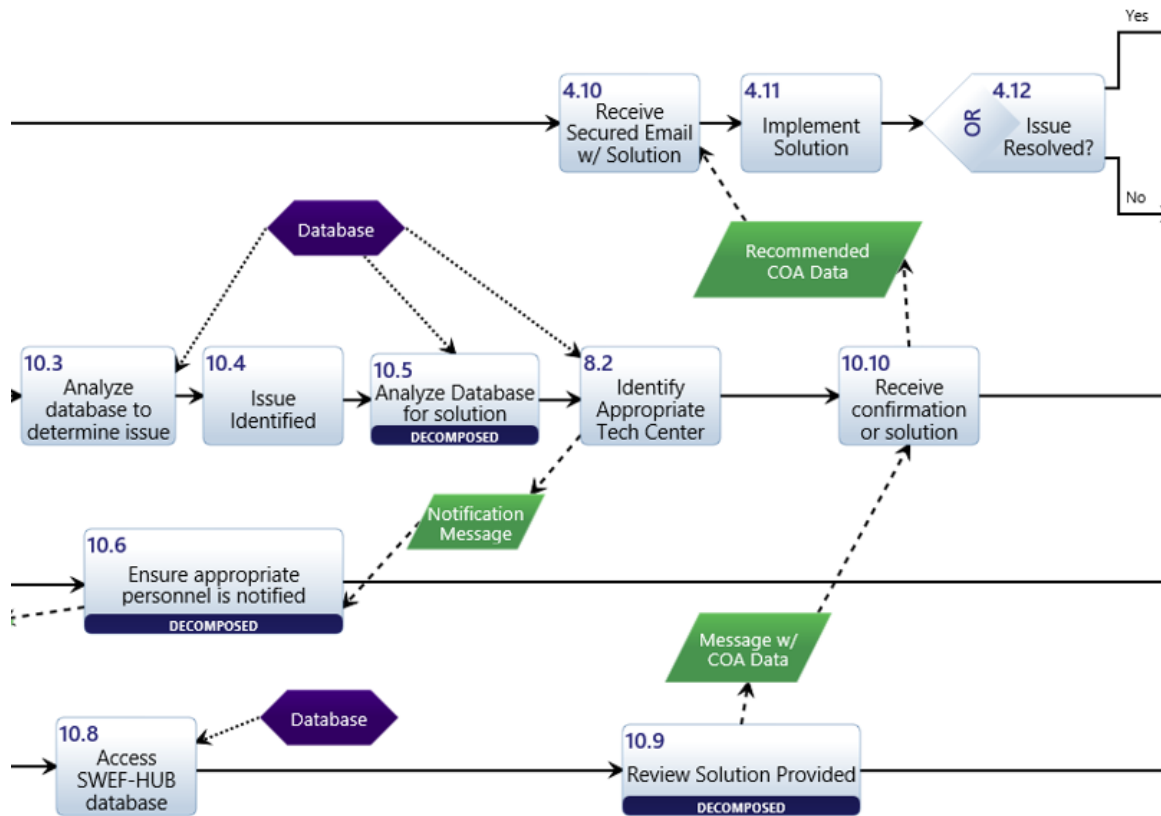 Yes
4.10
Receive
Secured Email
w/ Solution
4.11
Implement
Solution
OR
4.12
Issue
Resolved?
No
Database
Recommended
COA Data
10.3
Analyze
database to
determine issue
10.4
Issue
Identified
10.5
Analyze Database
for solution
DECOMPOSED
8.2
Identify
Appropriate
Tech Center
10.10
Receive
confirmation
or solution
Notification
Message
10.6
Ensure appropriate
personnel is notified
DECOMPOSED
Message w/
COA Data
Database
10.8
Access
SWEF-HUB
database
10.9
Review Solution Provided
DECOMPOSED